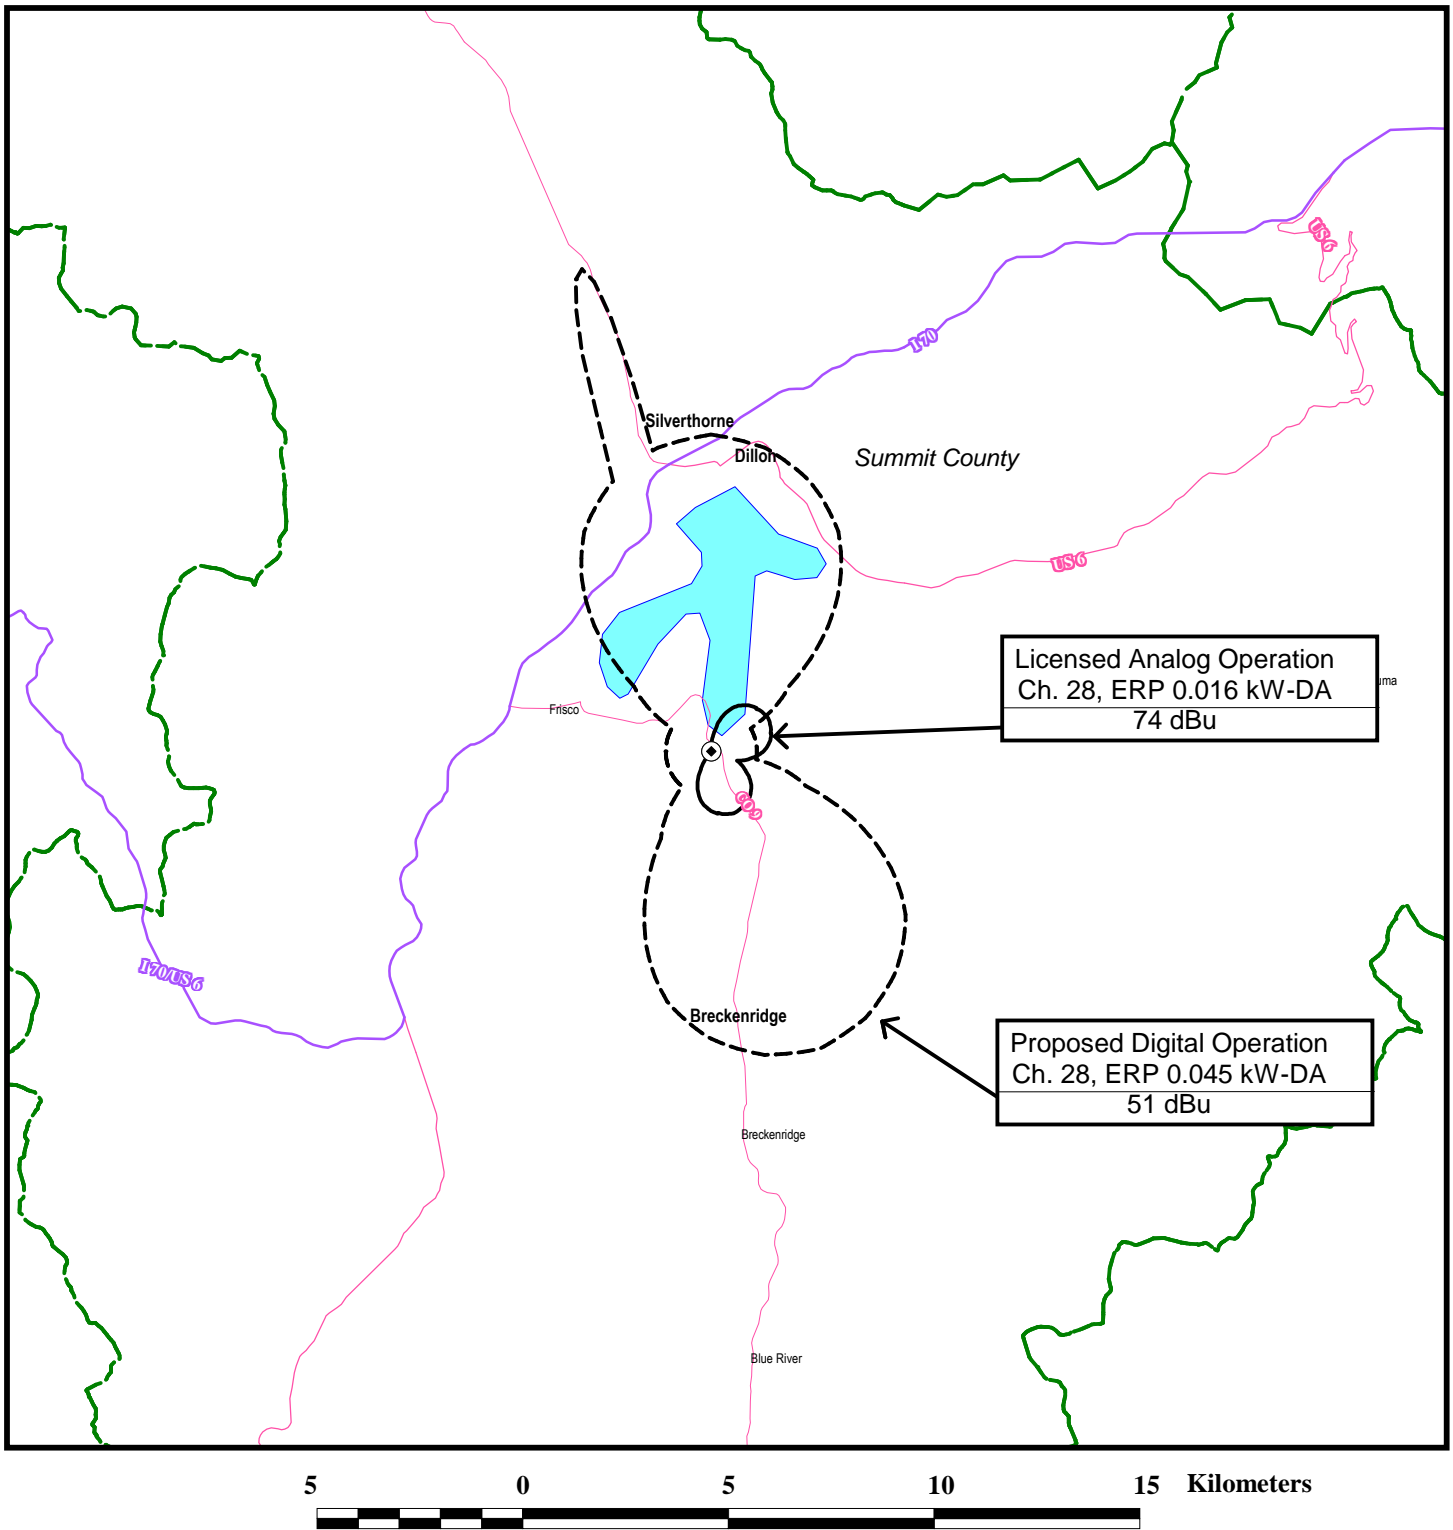 US 6
I 70
Silverthorne
Dillon
Summit County
US 6
Licensed Analog Operation
Ch. 28, ERP 0.016 kW-DA
74 dBu
uma
Frisco
CO 9
I 70/US 6
Breckenridge
Proposed Digital Operation
Ch. 28, ERP 0.045 kW-DA
51 dBu
Breckenridge
Blue River
5 0 5 10 15 Kilometers